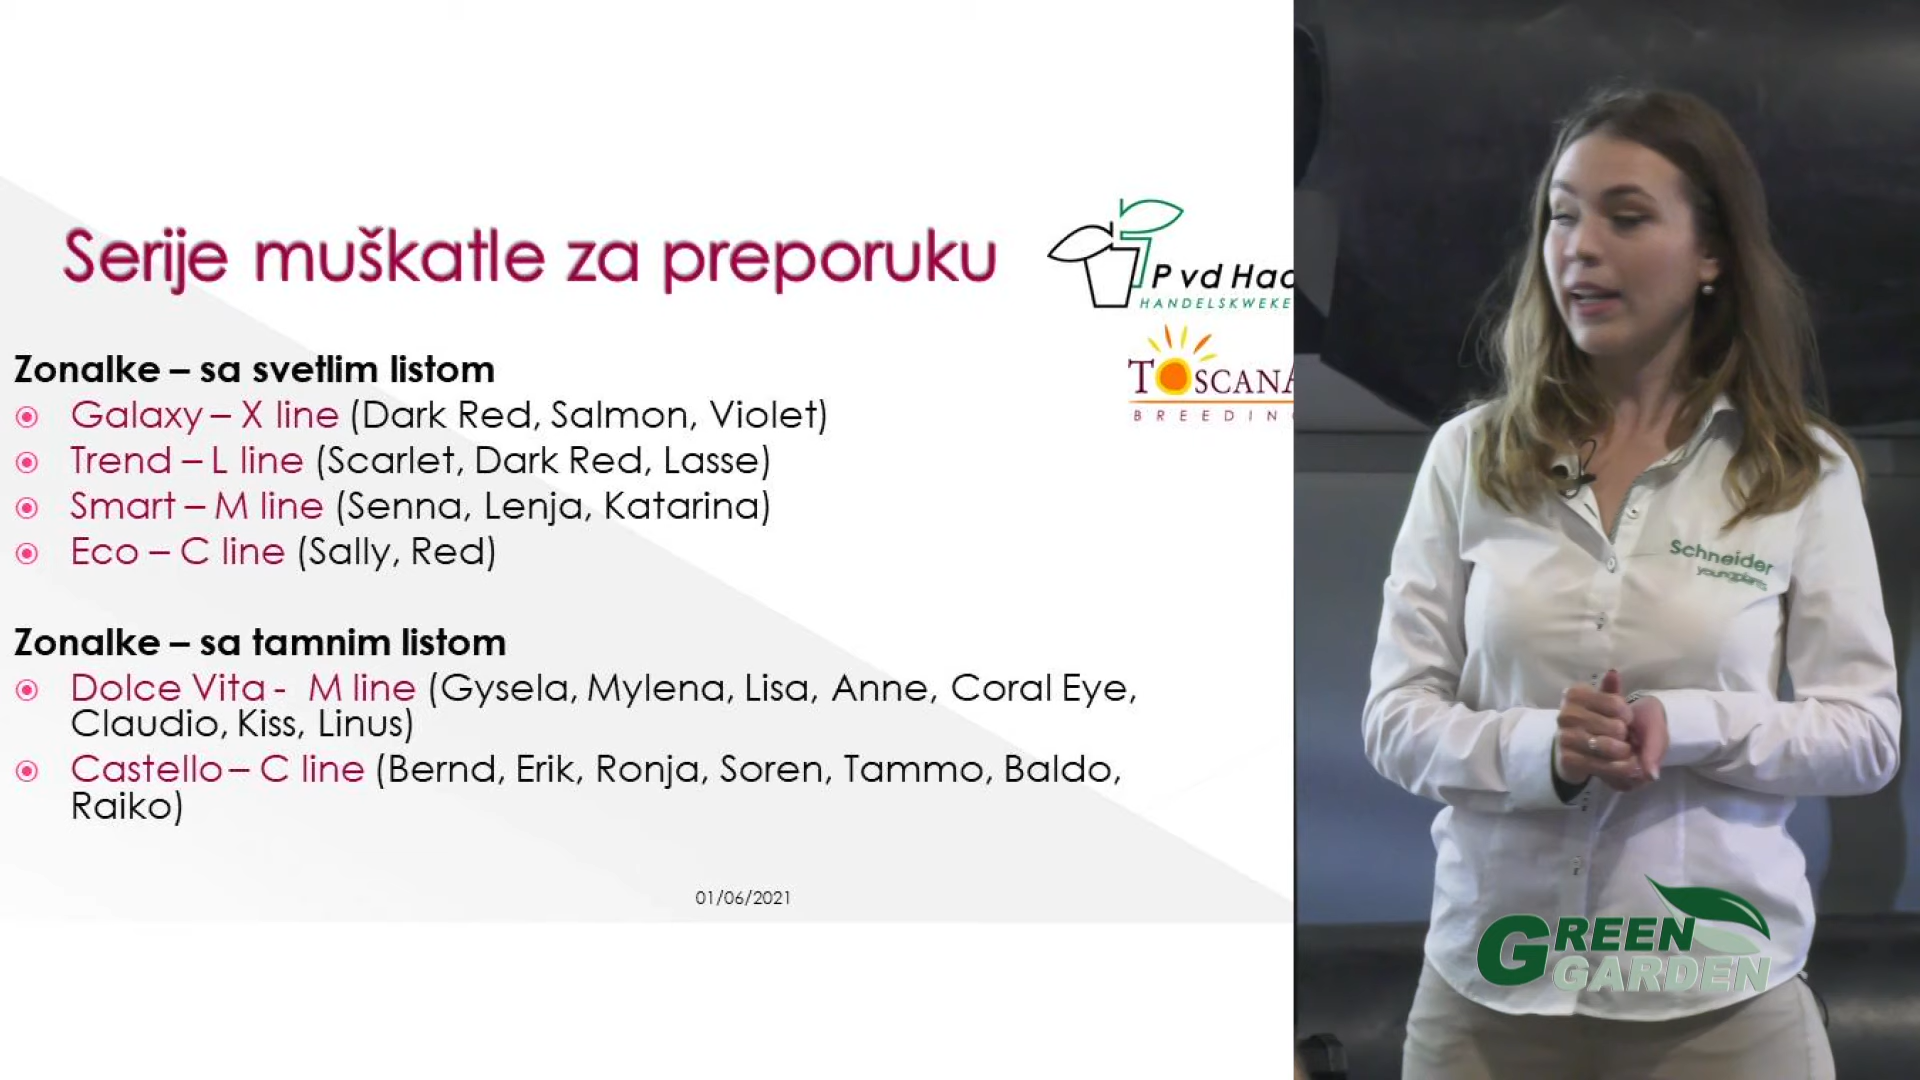 Serije muškatle za preporuku
P vd Haa
HANDELSKWEKE
TOSCANA
BREEDIN
Zonalke – sa svetlim listom
Galaxy – X line (Dark Red, Salmon, Violet)
Trend – L line (Scarlet, Dark Red, Lasse)
Smart – M line (Senna, Lenja, Katarina)
Eco – C line (Sally, Red)
Zonalke – sa tamnim listom
Dolce Vita - M line (Gysela, Mylena, Lisa, Anne, Coral Eye,
Claudio, Kiss, Linus)
Castello – C line (Bernd, Erik, Ronja, Soren, Tammo, Baldo,
Raiko)
01/06/2021
Schneider
youngplants
GREEN
GARDEN